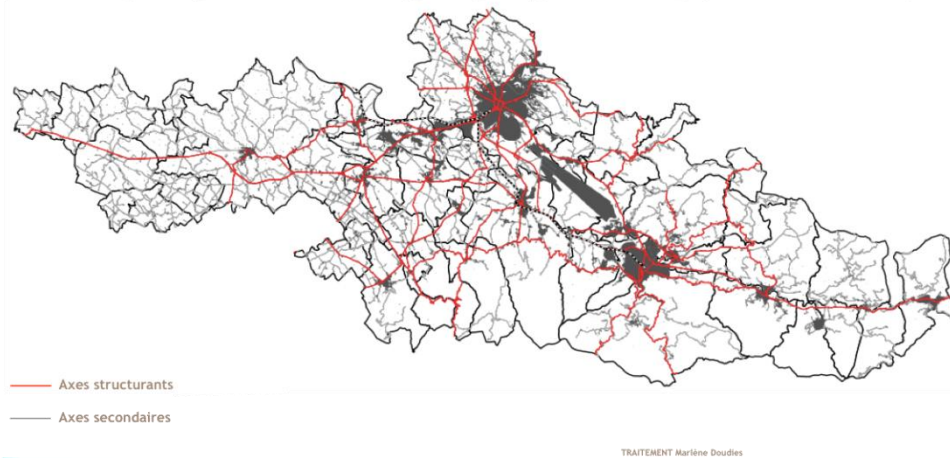 Axes structurants
Axes secondaires
TRAITEMENT Marlène Doudies